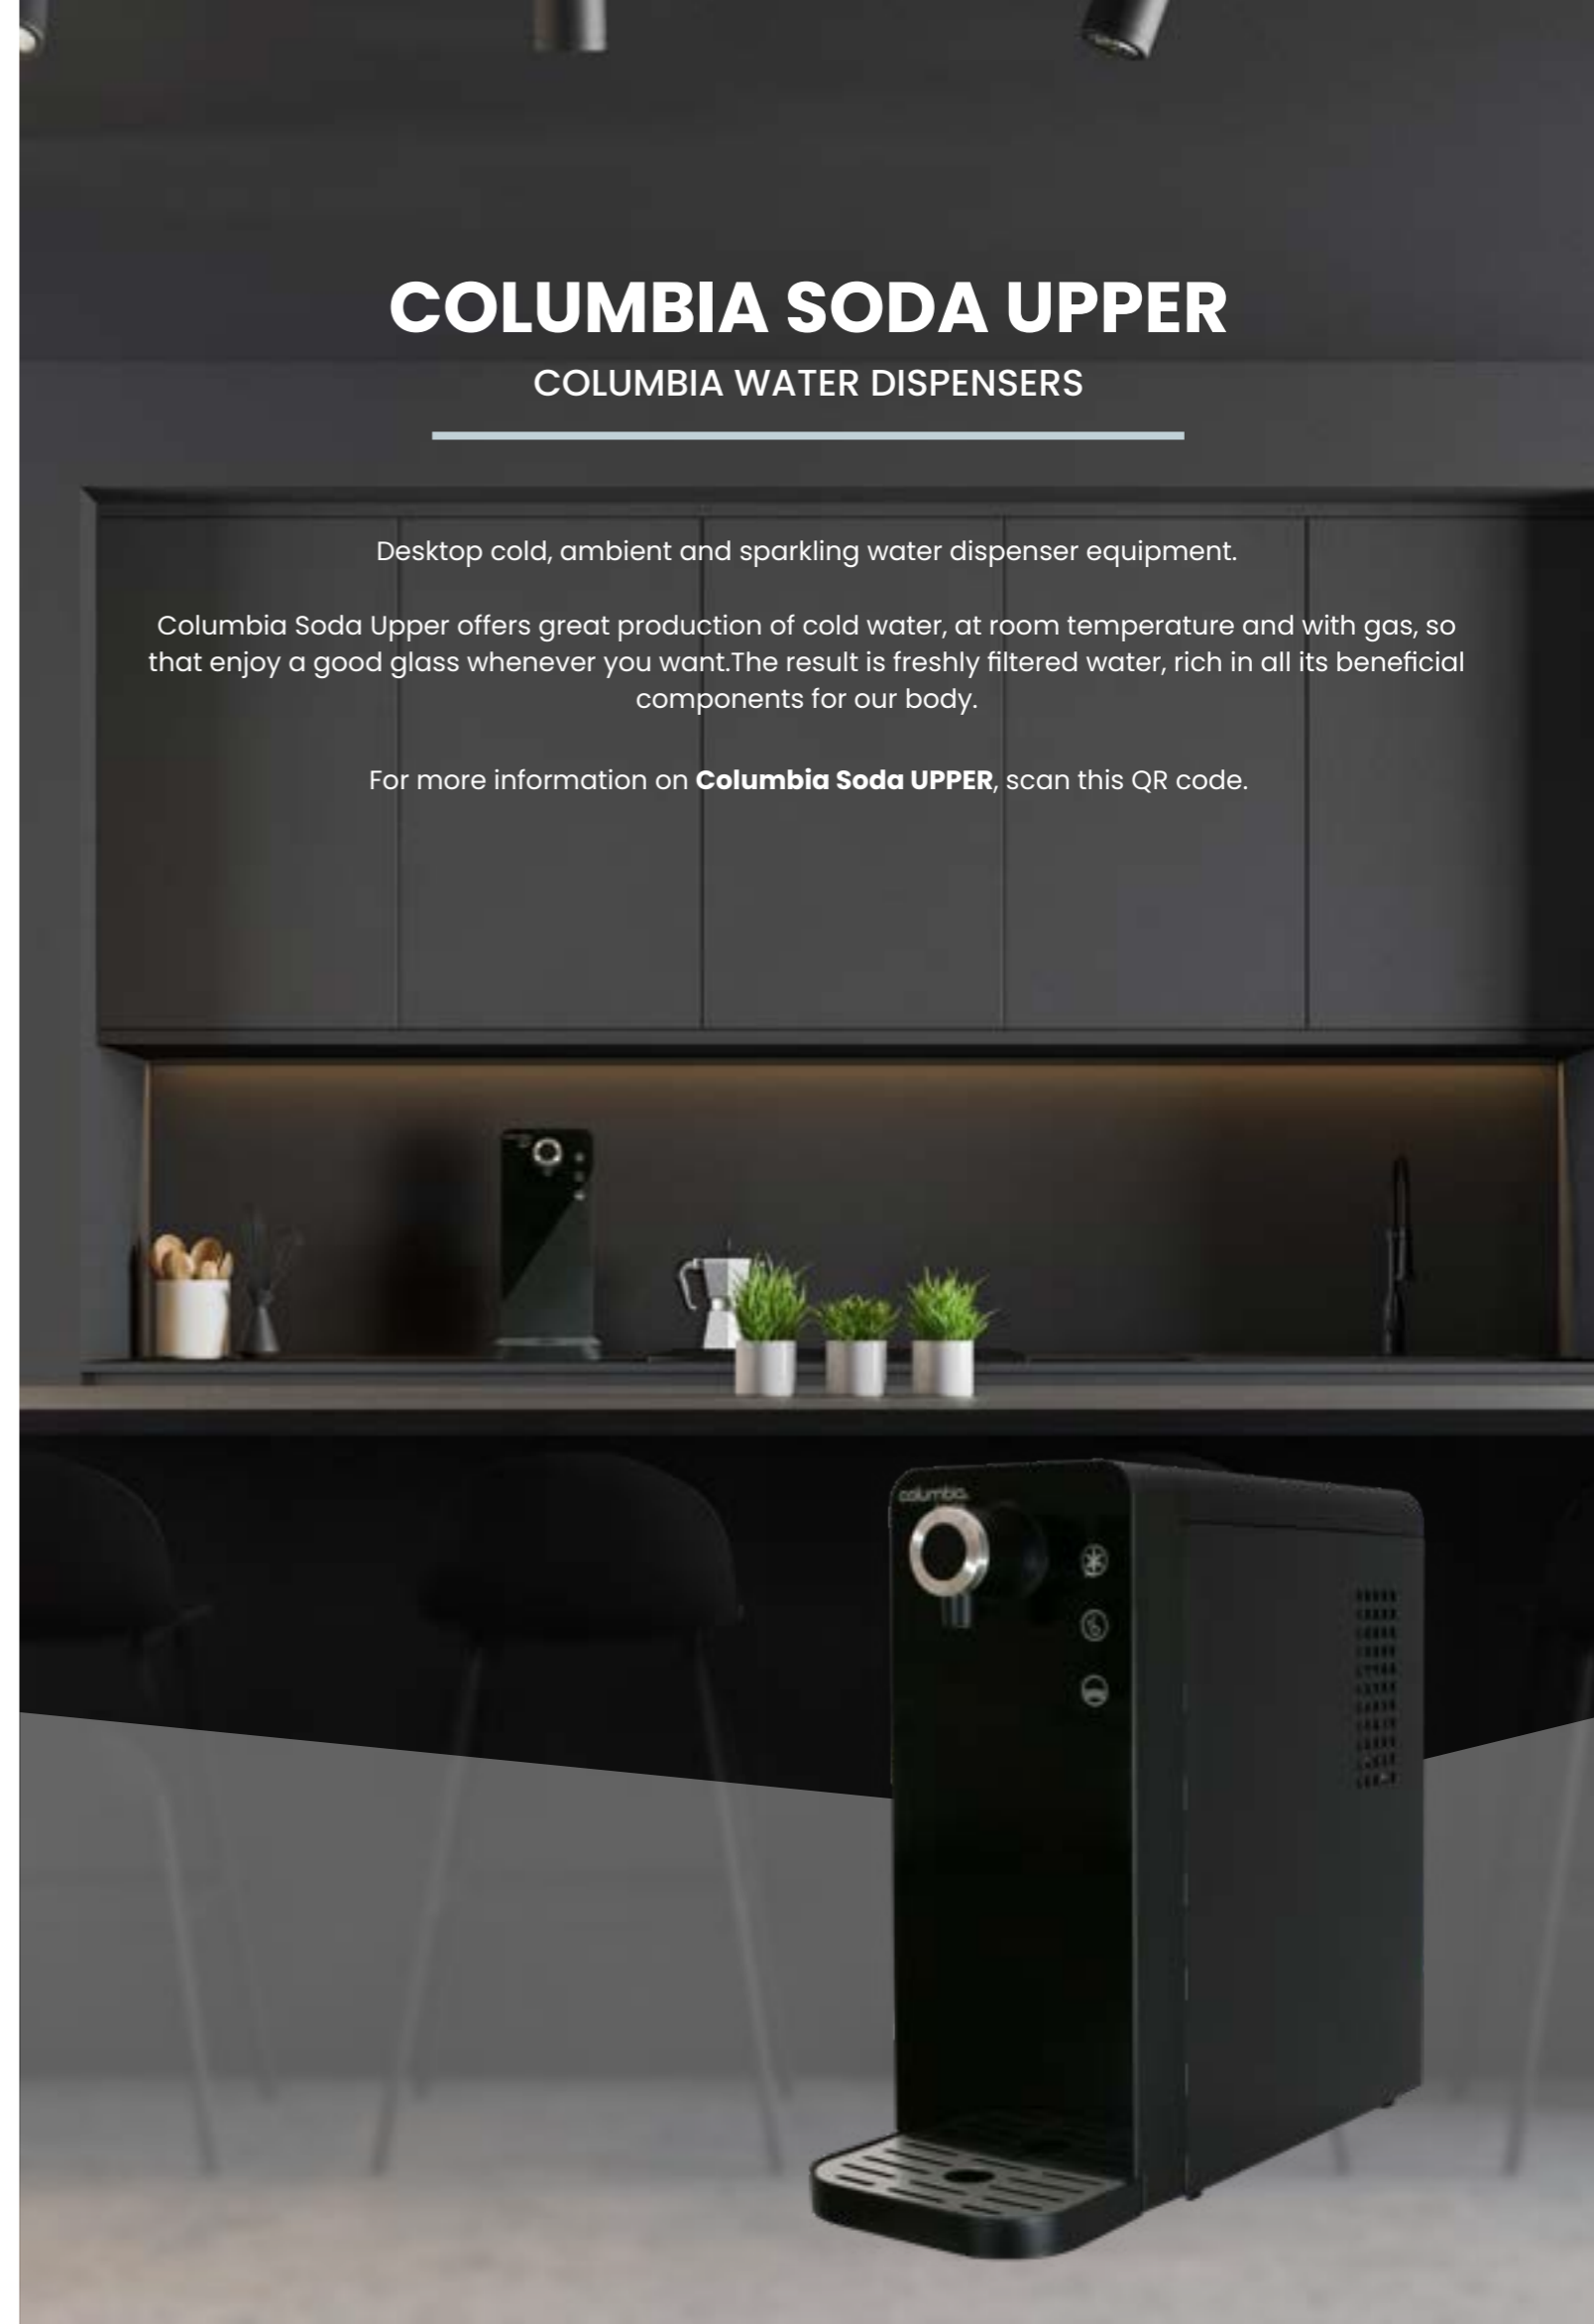 COLUMBIA SODA UPPER
COLUMBIA WATER DISPENSERS
Desktop cold, ambient and sparkling water dispenser equipment.
Columbia Soda Upper offers great production of cold water, at room temperature and with gas, so
that enjoy a good glass whenever you want.The result is freshly filtered water, rich in all its beneficial
components for our body.
For more information on Columbia Soda UPPER, scan this QR code.
columbia